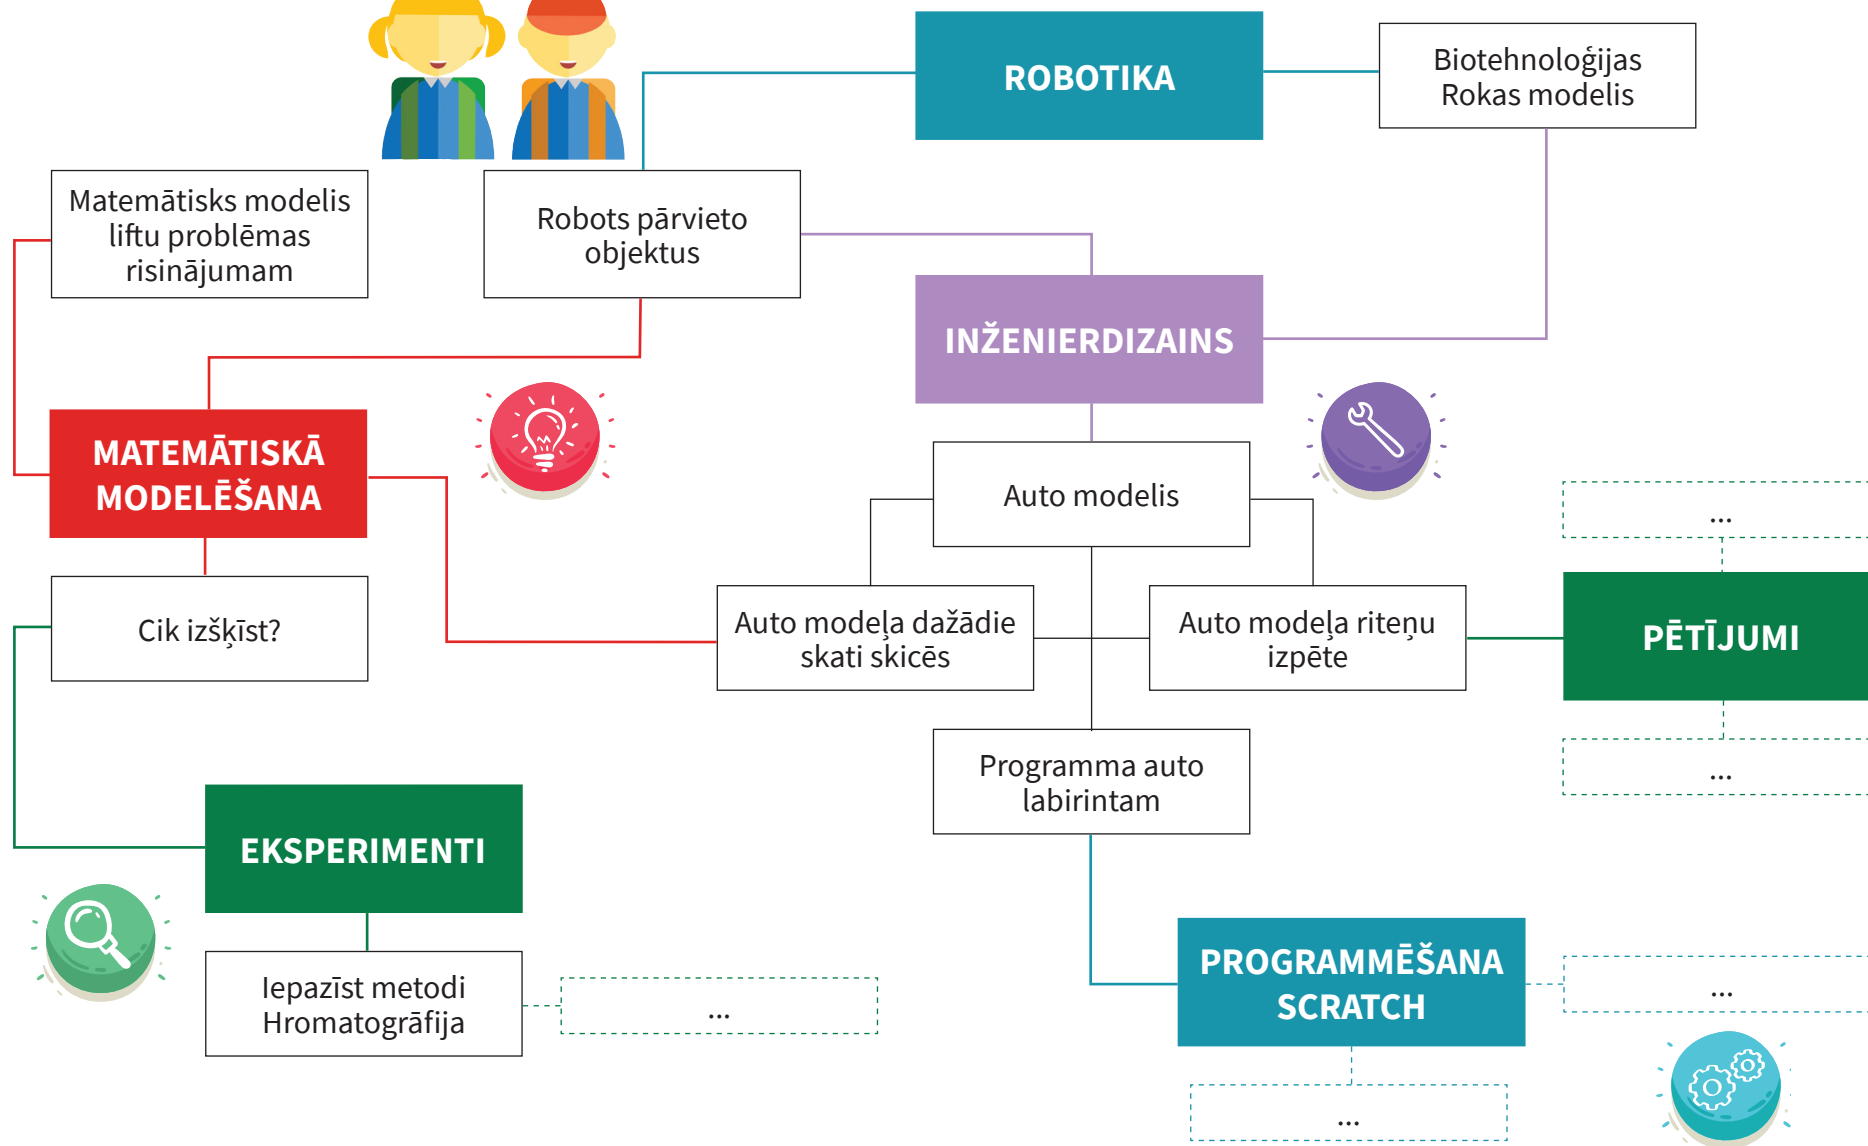 ROBOTIKA
Biotehnoloģijas
Rokas modelis
Matemātisks modelis
liftu problēmas
risinājumam
Robots pārvieto
objektus
INŽENIERDIZAINS
MATEMĀTISKĀ
MODELĒŠANA
Auto modelis
...
Cik izšķīst?
Auto modeļa dažādie
skati skicēs
Auto modeļa riteņu
izpēte
PĒTĪJUMI
...
Programma auto
labirintam
EKSPERIMENTI
Iepazīst metodi
Hromatogrāfija
...
PROGRAMMĒŠANA
SCRATCH
...
...